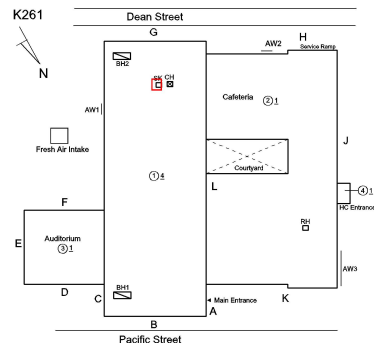 K261
Dean Street
N
G
H
AW2
Service Ramp
BH2
SK CH
Cafeteria
② 1
AW1
Fresh Air Intake
J
Courtyard
① 4
L
④ 1
HC Entrance
F
E
Auditorium
③ 1
RH
AW3
D
C
BH1
Main Entrance
A
K
B
Pacific Street